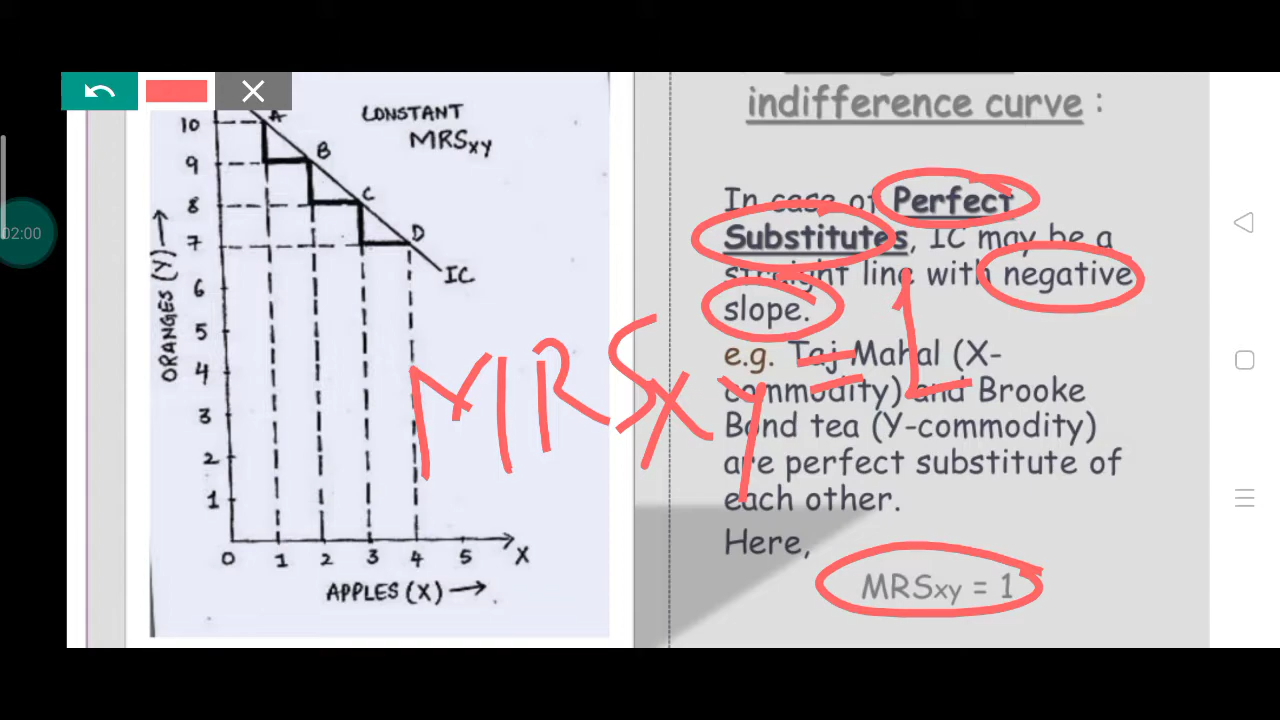 02:00
CONSTANT
MRSxy
A
B
C
D
IC
10
9
8
7
6
5
4
3
2
1
ORANGES (Y)
0 1 2 3 4 5 X
APPLES (X)
indifference curve :
In case of Perfect
Substitutes, IC may be a
straight line with negative
slope.
e.g. Taj Mahal (X-
commodity) and Brooke
Bond tea (Y-commodity)
are perfect substitute of
each other.
Here,
MRSxy = 1
MRSxy = 1